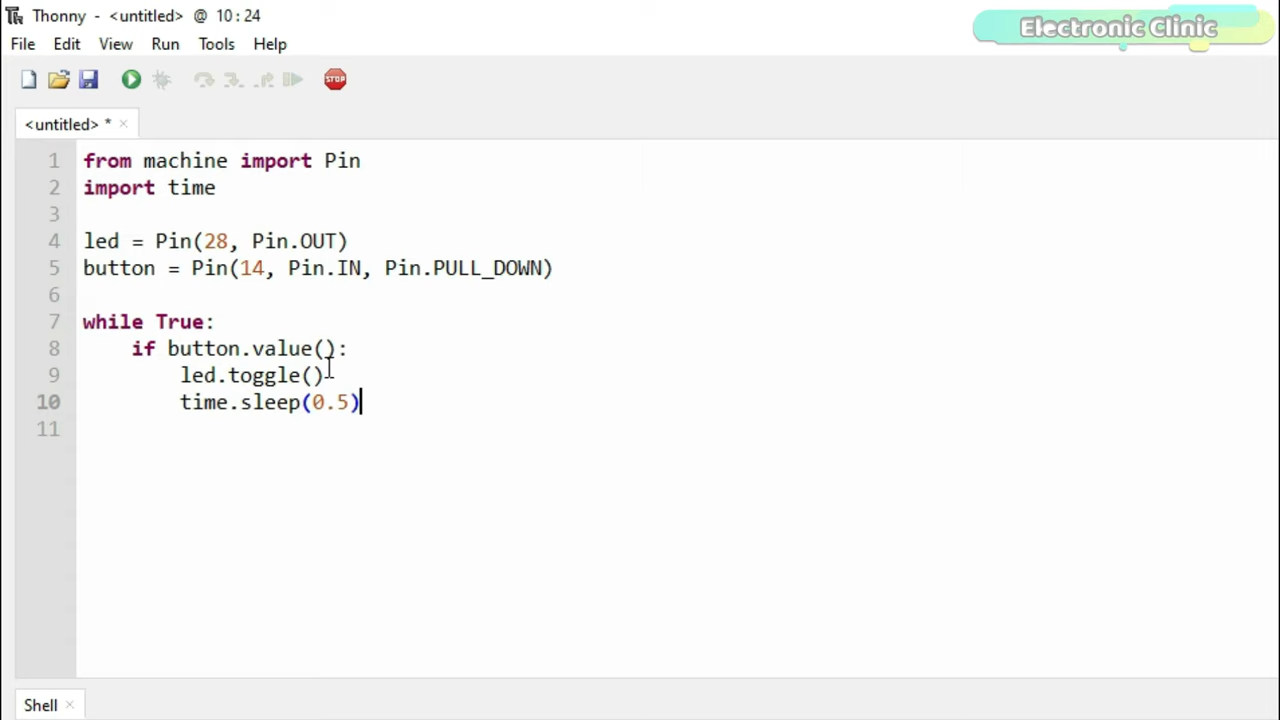 Thonny - <untitled> @ 10:24
Electronic Clinic
File Edit View Run Tools Help
STOP
<untitled> *
1 from machine import Pin
2 import time
3
4 led = Pin(28, Pin.OUT)
5 button = Pin(14, Pin.IN, Pin.PULL_DOWN)
6
7 while True:
8     if button.value():
9         led.toggle()
10         time.sleep(0.5)
11
Shell